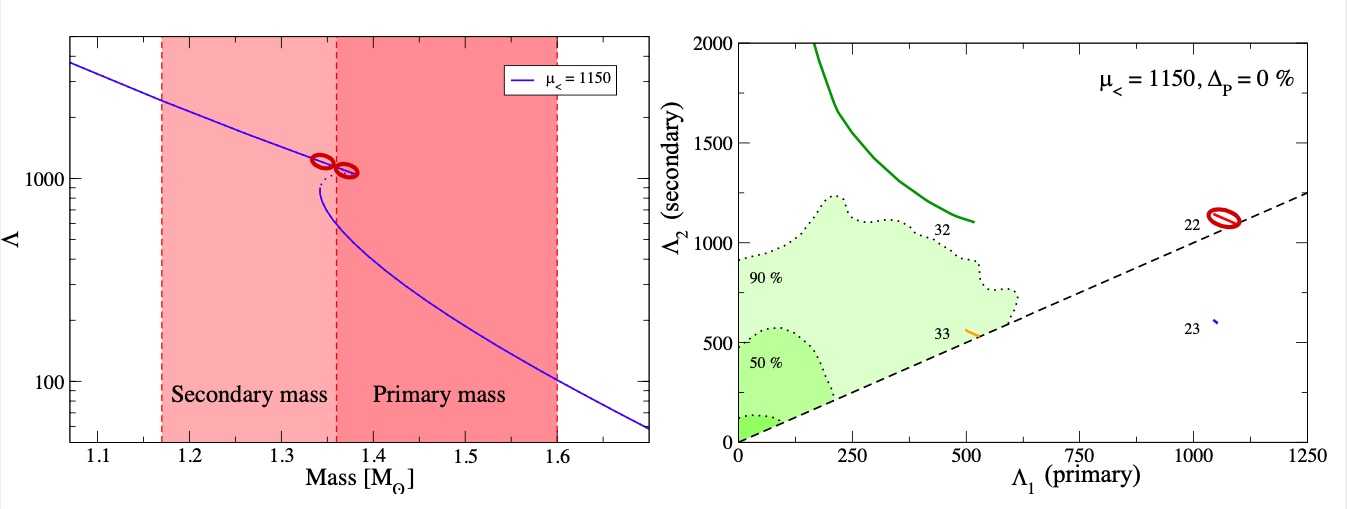 μ< = 1150
1000
100
Λ
Secondary mass
Primary mass
1.1 1.2 1.3 1.4 1.5 1.6
Mass [M⊙]
μ< = 1150, ΔP = 0 %
2000
1500
1000
500
0
Λ2 (secondary)
32
22
90 %
33
23
50 %
0 250 500 750 1000 1250
Λ1 (primary)